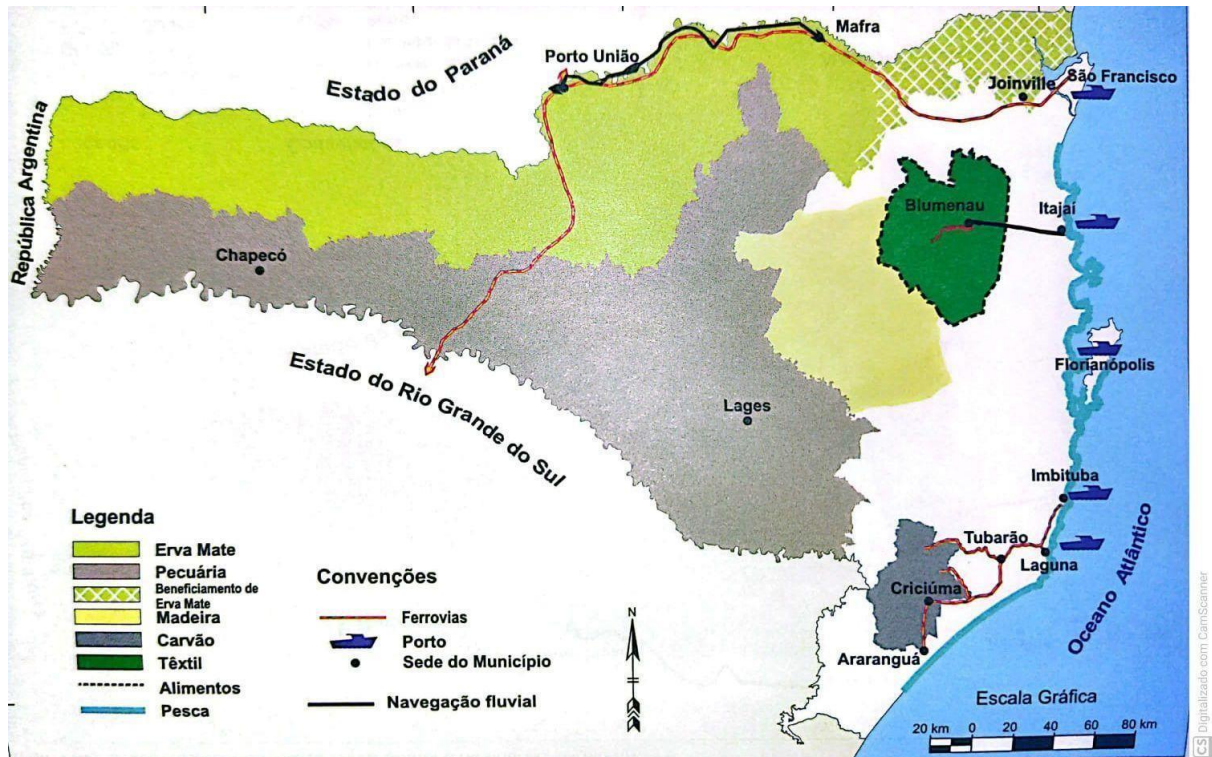 Estado do Paraná
Mafra
Porto União
São Francisco
Joinville
República Argentina
Blumenau
Itajaí
Chapecó
Florianópolis
Estado do Rio Grande do Sul
Lages
Imbituba
Tubarão
Laguna
Criciúma
Araranguá
Oceano Atlântico
Legenda
Erva Mate
Pecuária
Beneficiamento de
Erva Mate
Madeira
Carvão
Têxtil
Alimentos
Pesca
Convenções
Ferrovias
Porto
Sede do Município
Navegação fluvial
N
Escala Gráfica
20 km 0 20 40 60 80 km
CS Digitalizado com CamScanner